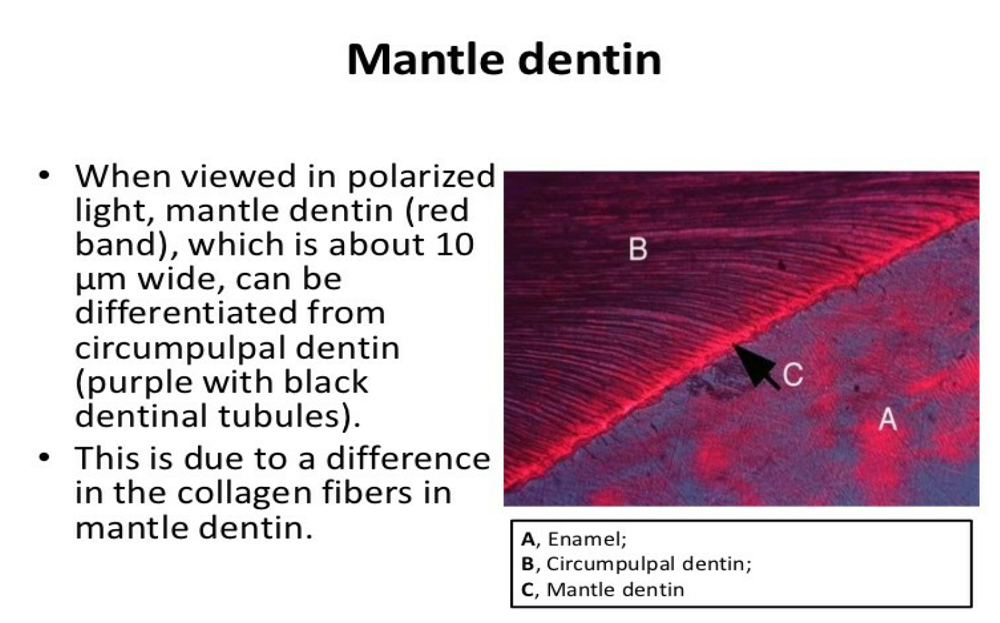 Mantle dentin
• When viewed in polarized
light, mantle dentin (red
band), which is about 10
µm wide, can be
differentiated from
circumpulpal dentin
(purple with black
dentinal tubules).
• This is due to a difference
in the collagen fibers in
mantle dentin.
B
C
A
A, Enamel;
B, Circumpulpal dentin;
C, Mantle dentin